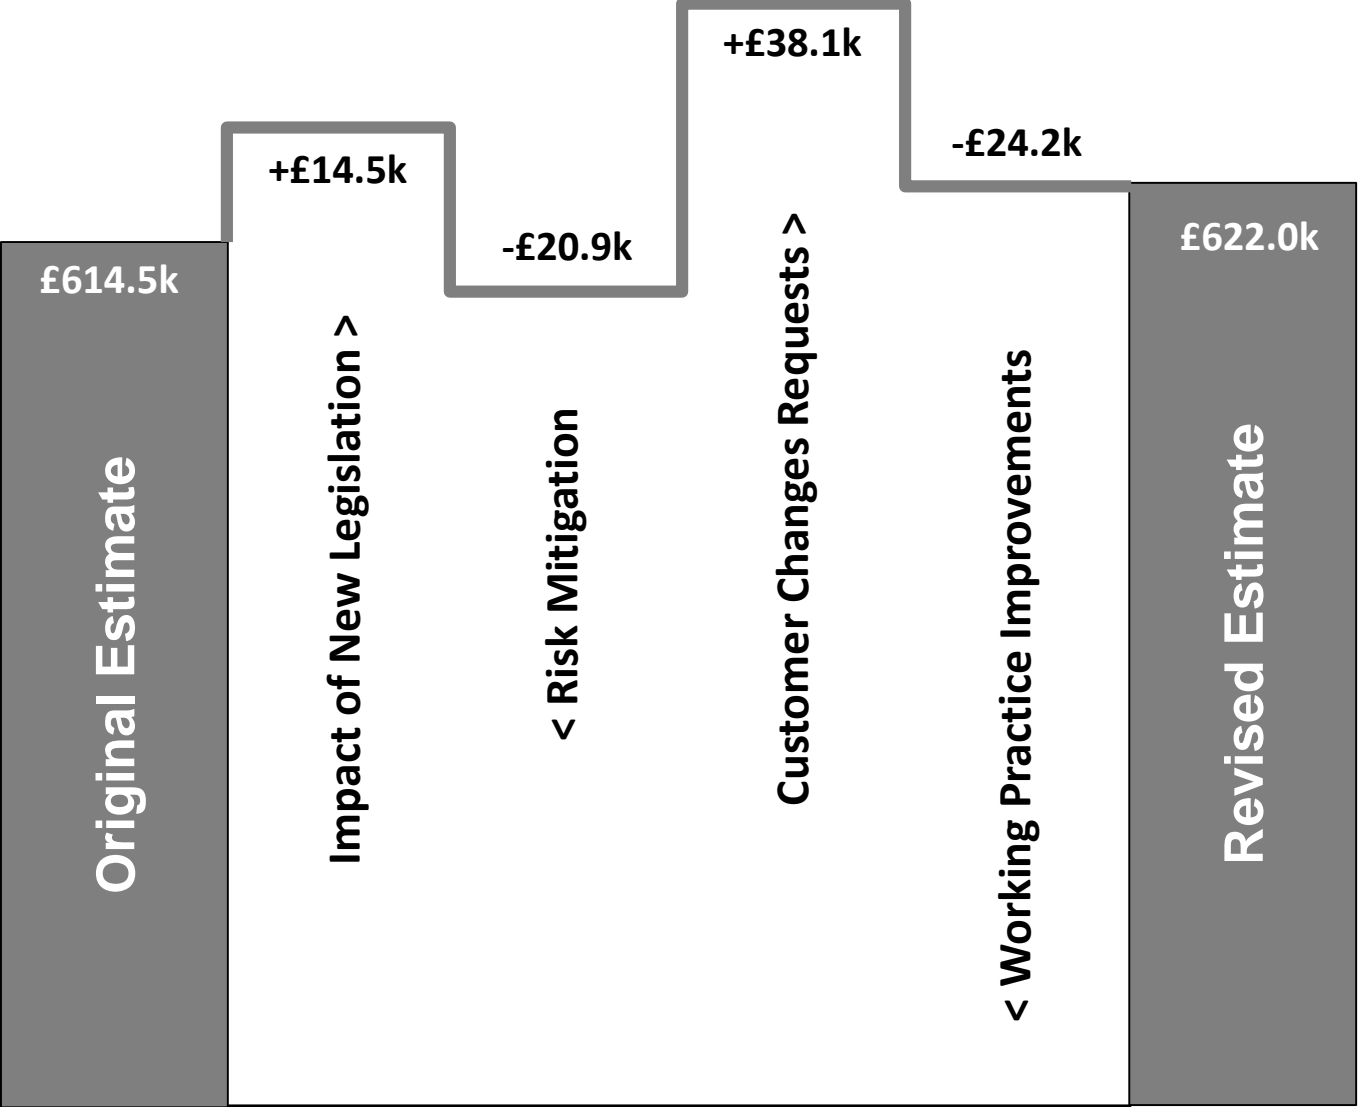 £614.5k
Original Estimate
+£14.5k
Impact of New Legislation >
-£20.9k
< Risk Mitigation
+£38.1k
Customer Changes Requests >
-£24.2k
< Working Practice Improvements
£622.0k
Revised Estimate